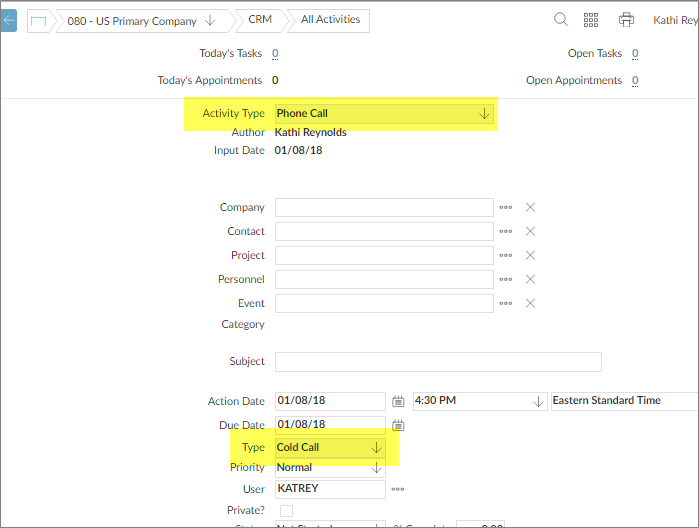 080 - US Primary Company CRM All Activities Kathi Rey
Today's Tasks 0 Open Tasks 0
Today's Appointments 0 Open Appointments 0
Activity Type Phone Call
Author Kathi Reynolds
Input Date 01/08/18
Company
Contact
Project
Personnel
Event
Category
Subject
Action Date 01/08/18 4:30 PM Eastern Standard Time
Due Date 01/08/18
Type Cold Call
Priority Normal
User KATREY
Private?